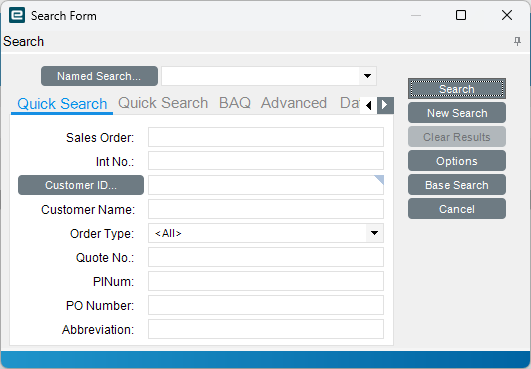 Search Form
Search
Named Search...
Quick Search Quick Search BAQ Advanced Da
Search
New Search
Clear Results
Options
Base Search
Cancel
Sales Order:
Int No.:
Customer ID...
Customer Name:
Order Type: <All>
Quote No.:
PINum:
PO Number:
Abbreviation: